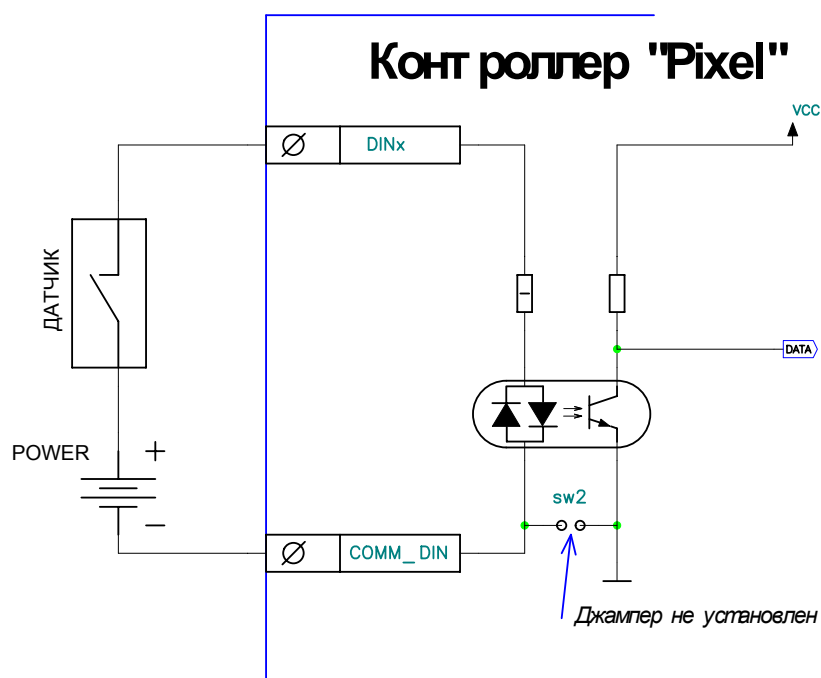 Конт роллер "Pixel"
VCC
DINx
ДАТЧИК
DATA
POWER
+
−
sw2
COMM_DIN
Джампер не установлен